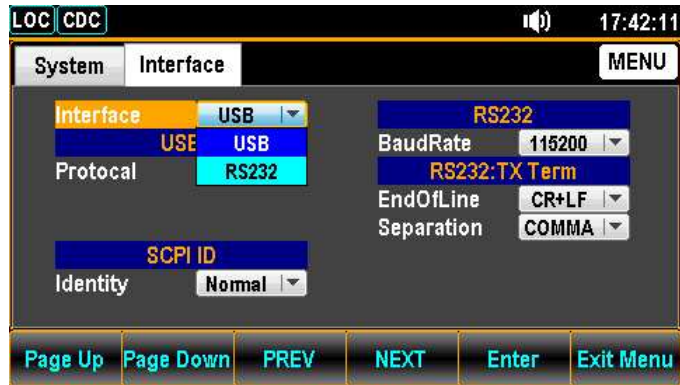 LOC CDC 17:42:11
System Interface MENU
Interface USB
USB
RS232
Protocal
SCPI ID
Identity Normal
RS232
BaudRate 115200
RS232:TX Term
EndOfLine CR+LF
Separation COMMA
Page Up Page Down PREV NEXT Enter Exit Menu